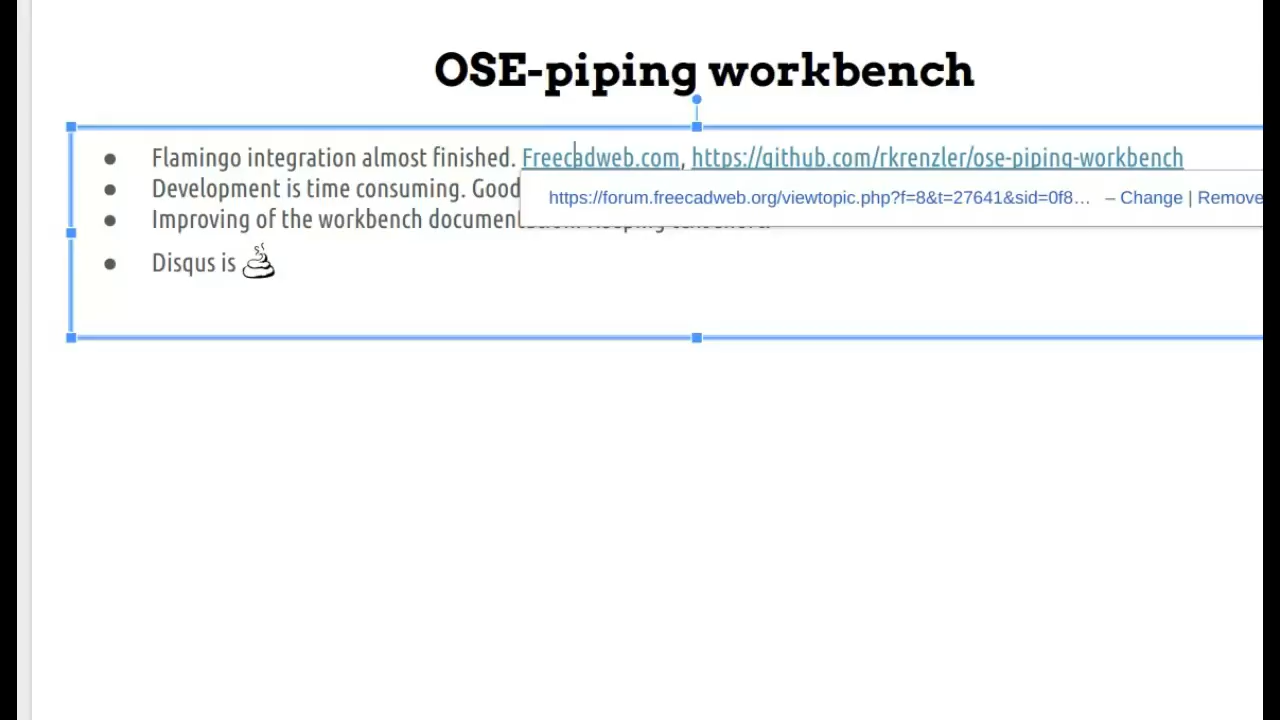 OSE-piping workbench
● Flamingo integration almost finished. Freecadweb.com, https://github.com/rkrenzler/ose-piping-workbench
● Development is time consuming. Good
https://forum.freecadweb.org/viewtopic.php?f=8&t=27641&sid=0f8... – Change | Remove
● Improving of the workbench documentation. Keeping
● Disqus is 💩